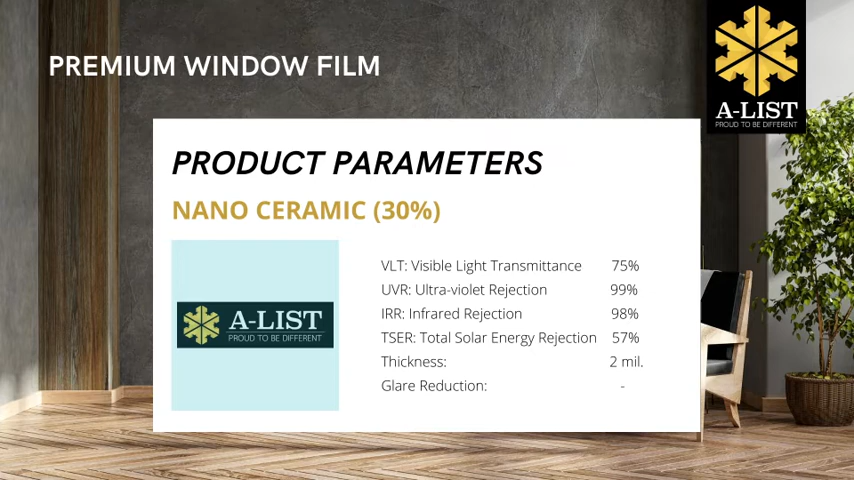 PREMIUM WINDOW FILM
A-LIST
PROUD TO BE DIFFERENT
PRODUCT PARAMETERS
NANO CERAMIC (30%)
A-LIST
PROUD TO BE DIFFERENT
VLT: Visible Light Transmittance 75%
UVR: Ultra-violet Rejection 99%
IRR: Infrared Rejection 98%
TSER: Total Solar Energy Rejection 57%
Thickness: 2 mil.
Glare Reduction: -